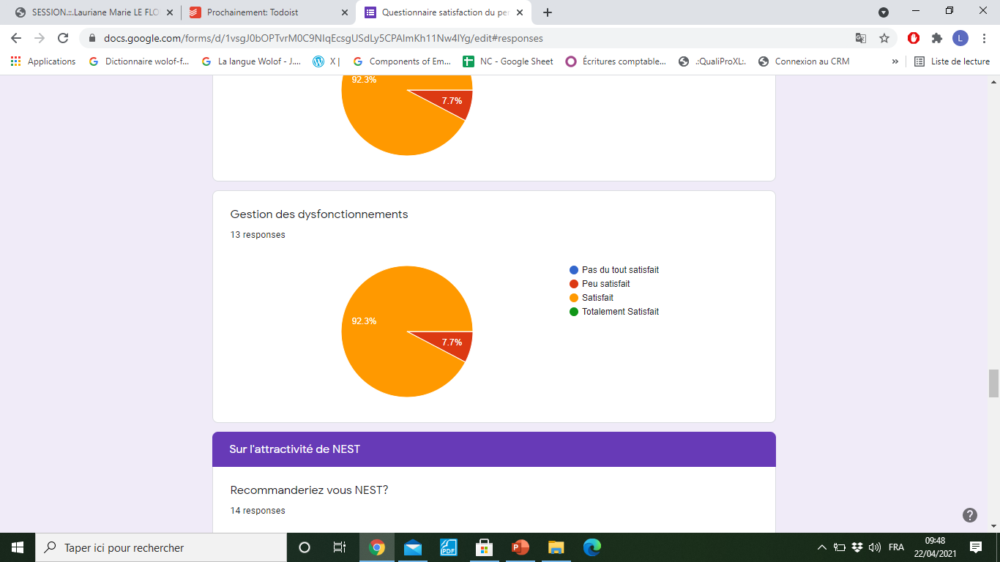 SESSION.::.Lauriane Marie LE FLO
Prochainement: Todoist
Questionnaire satisfaction du per
docs.google.com/forms/d/1vsgJ0bOPTvrM0C9NIqEcsgUSdLy5CPAlmKh11Nw4lYg/edit#responses
L
Applications
Dictionnaire wolof-f...
La langue Wolof - J....
X |
Components of Em...
NC - Google Sheet
Écritures comptable...
.:QualiProXL:.
Connexion au CRM
»
Liste de lecture
92.3%
7.7%
Gestion des dysfonctionnements
13 responses
92.3%
7.7%
Pas du tout satisfait
Peu satisfait
Satisfait
Totalement Satisfait
Sur l'attractivité de NEST
Recommanderiez vous NEST?
14 responses
Taper ici pour rechercher
PDF
FRA
09:48
22/04/2021